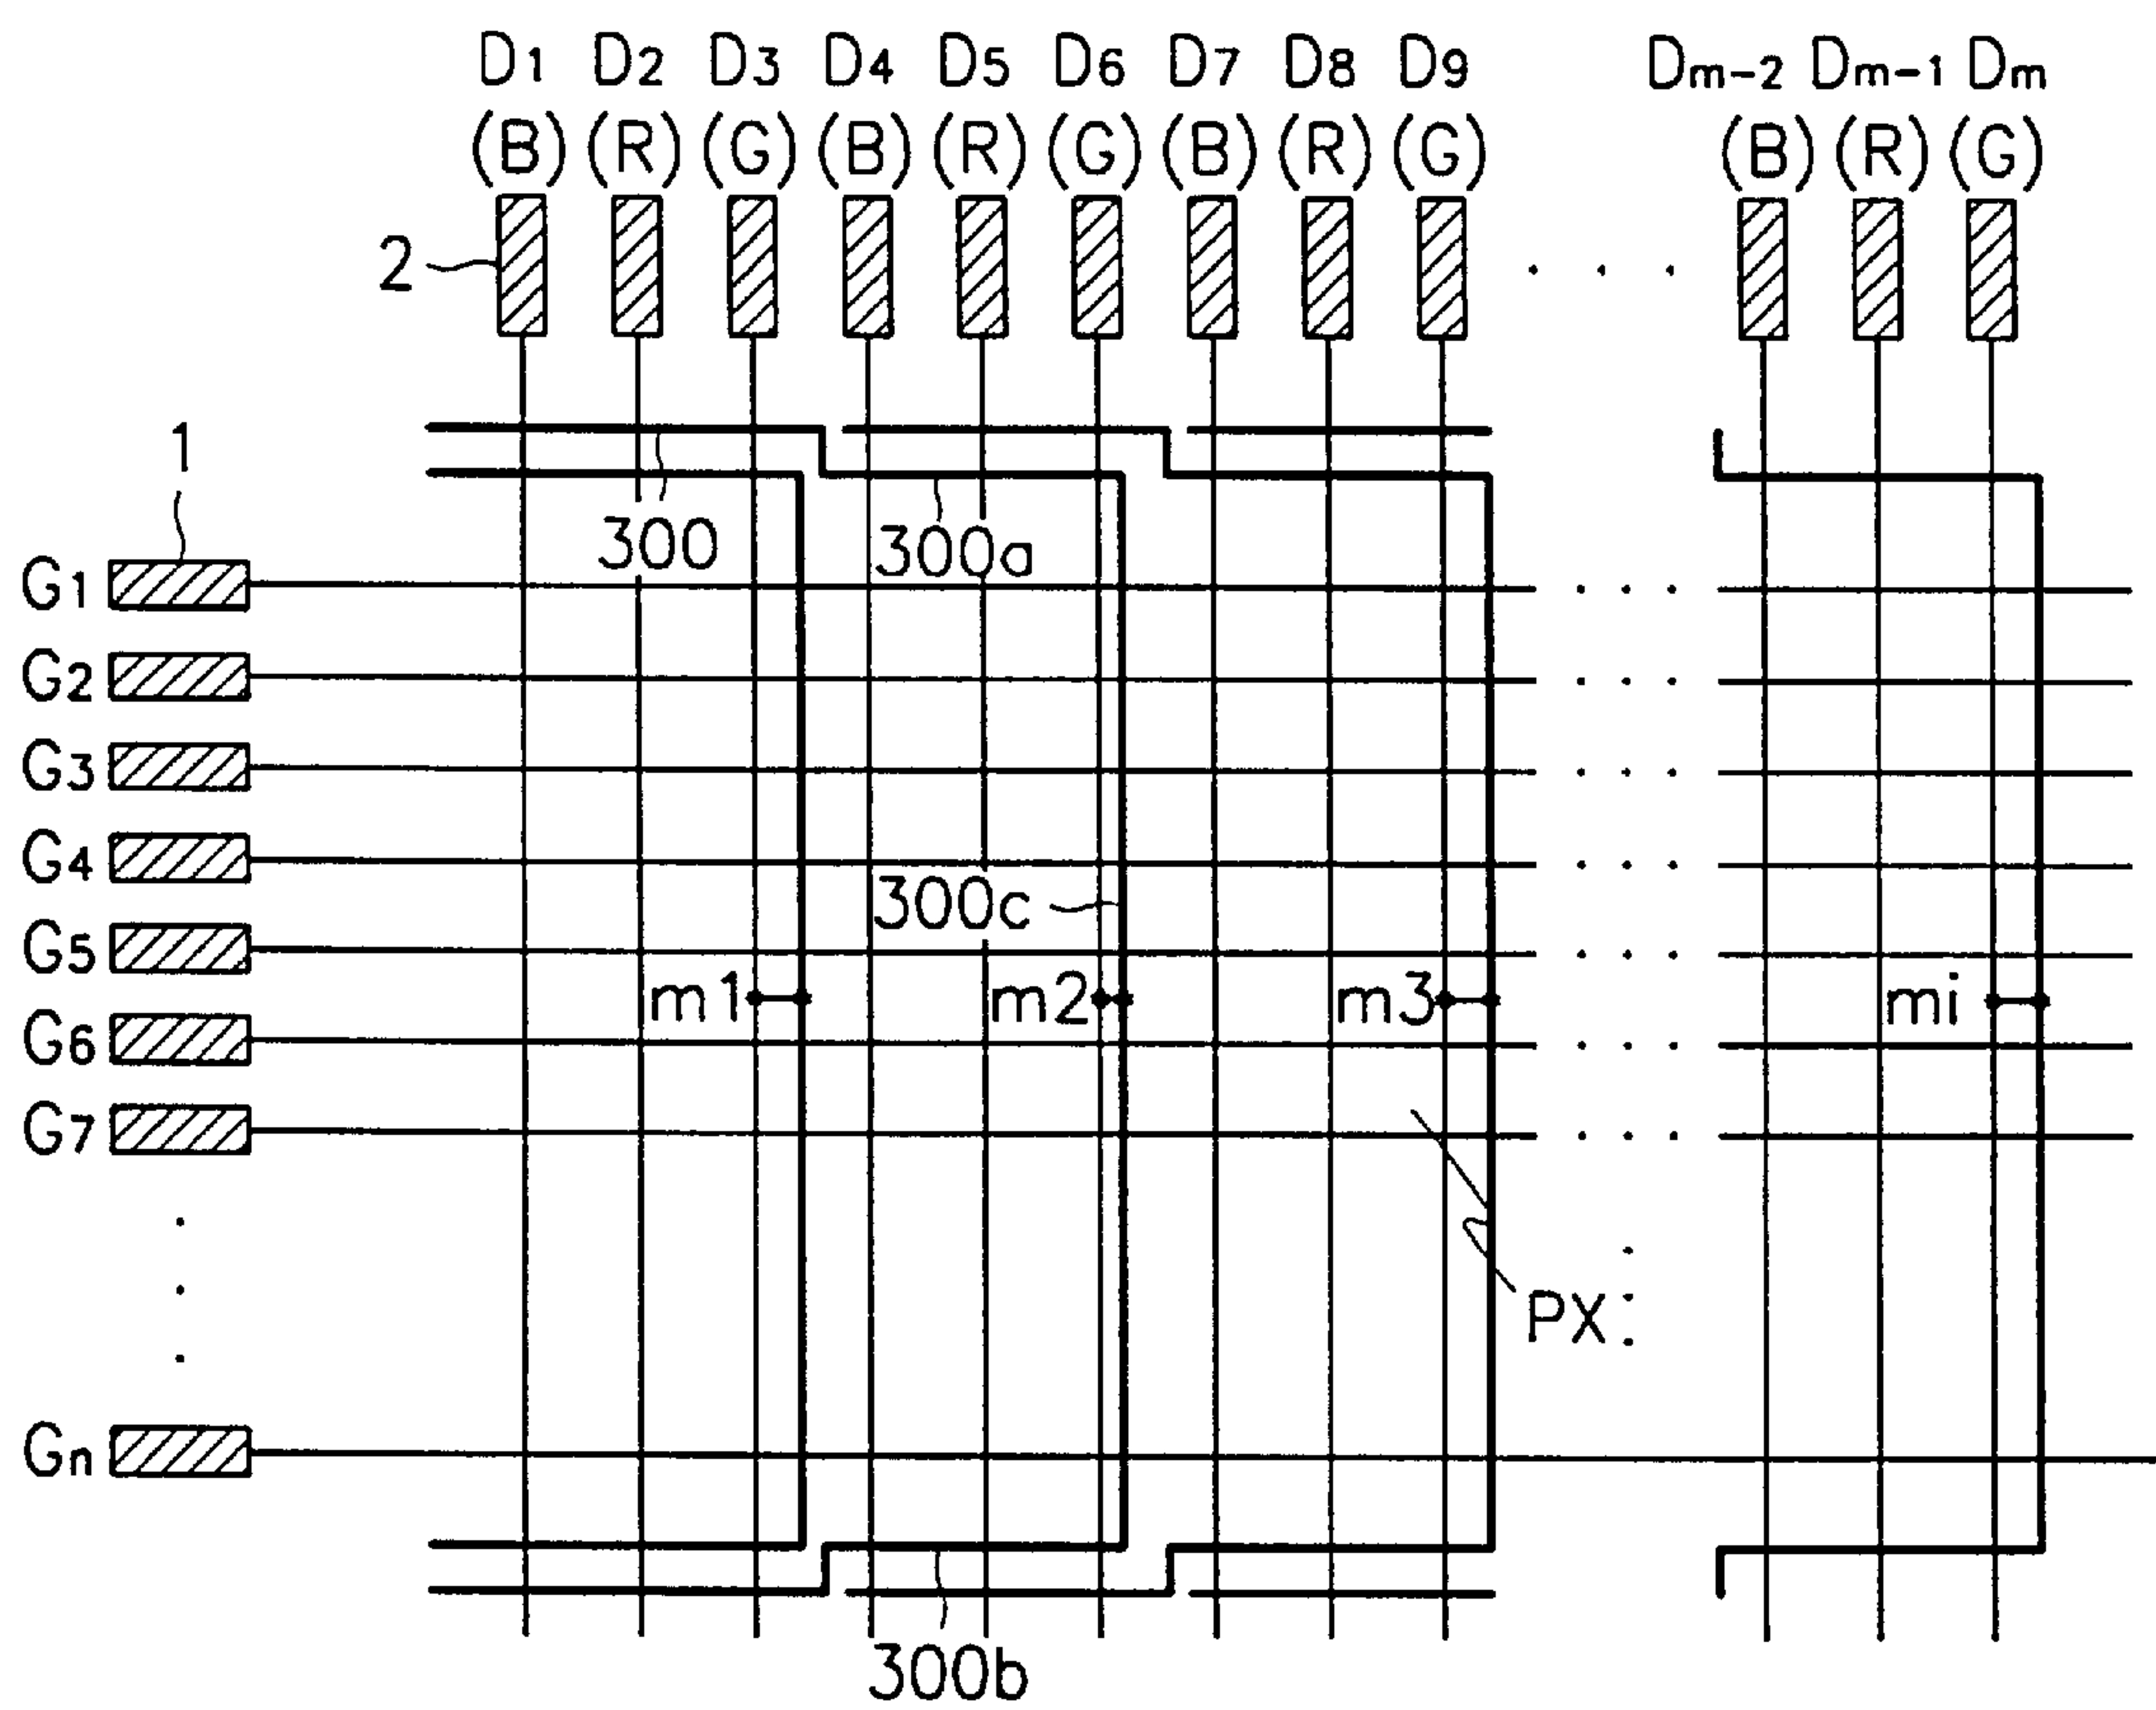 D1 D2 D3 D4 D5 D6 D7 D8 D9 Dm-2 Dm-1 Dm
(B) (R) (G) (B) (R) (G) (B) (R) (G) (B) (R) (G)
2
1
300 300a
G1
G2
G3
G4
300c
G5
m1 m2 m3 mi
G6
G7
PX
Gn
300b